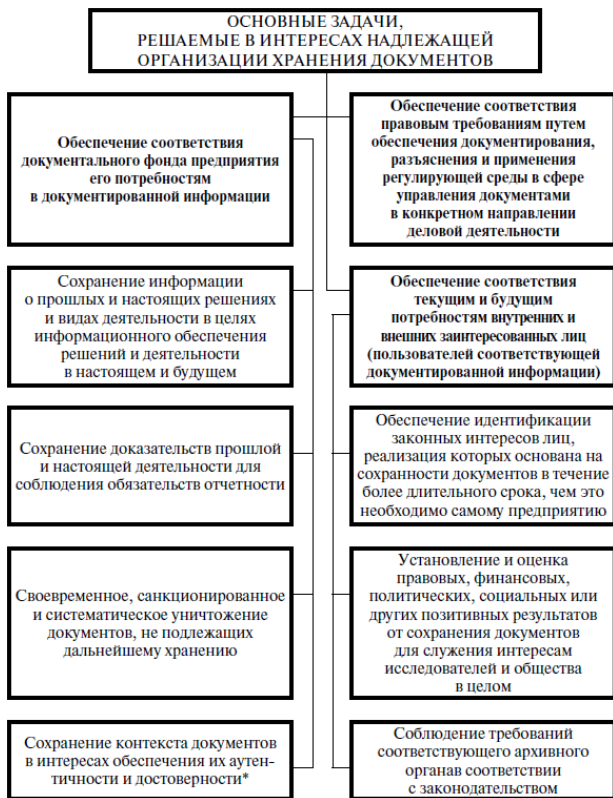 ОСНОВНЫЕ ЗАДАЧИ,
РЕШАЕМЫЕ В ИНТЕРЕСАХ НАДЛЕЖАЩЕЙ
ОРГАНИЗАЦИИ ХРАНЕНИЯ ДОКУМЕНТОВ
Обеспечение соответствия
документального фонда предприятия
его потребностям
в документированной информации
Обеспечение соответствия
правовым требованиям путем
обеспечения документирования,
разъяснения и применения
регулирующей среды в сфере
управления документами
в конкретном направлении
деловой деятельности
Сохранение информации
о прошлых и настоящих решениях
и видах деятельности в целях
информационного обеспечения
решений и деятельности
в настоящем и будущем
Обеспечение соответствия
текущим и будущим
потребностям внутренних и
внешних заинтересованных лиц
(пользователей соответствующей
документированной информации)
Сохранение доказательств прошлой
и настоящей деятельности для
соблюдения обязательств отчетности
Обеспечение идентификации
законных интересов лиц,
реализация которых основана на
сохранности документов в течение
более длительного срока, чем это
необходимо самому предприятию
Своевременное, санкционированное
и систематическое уничтожение
документов, не подлежащих
дальнейшему хранению
Установление и оценка
правовых, финансовых,
политических, социальных или
других позитивных результатов
от сохранения документов
для служения интересам
исследователей и общества
в целом
Сохранение контекста документов
в интересах обеспечения их аутен-
тичности и достоверности*
Соблюдение требований
соответствующего архивного
органав соответствии
с законодательством